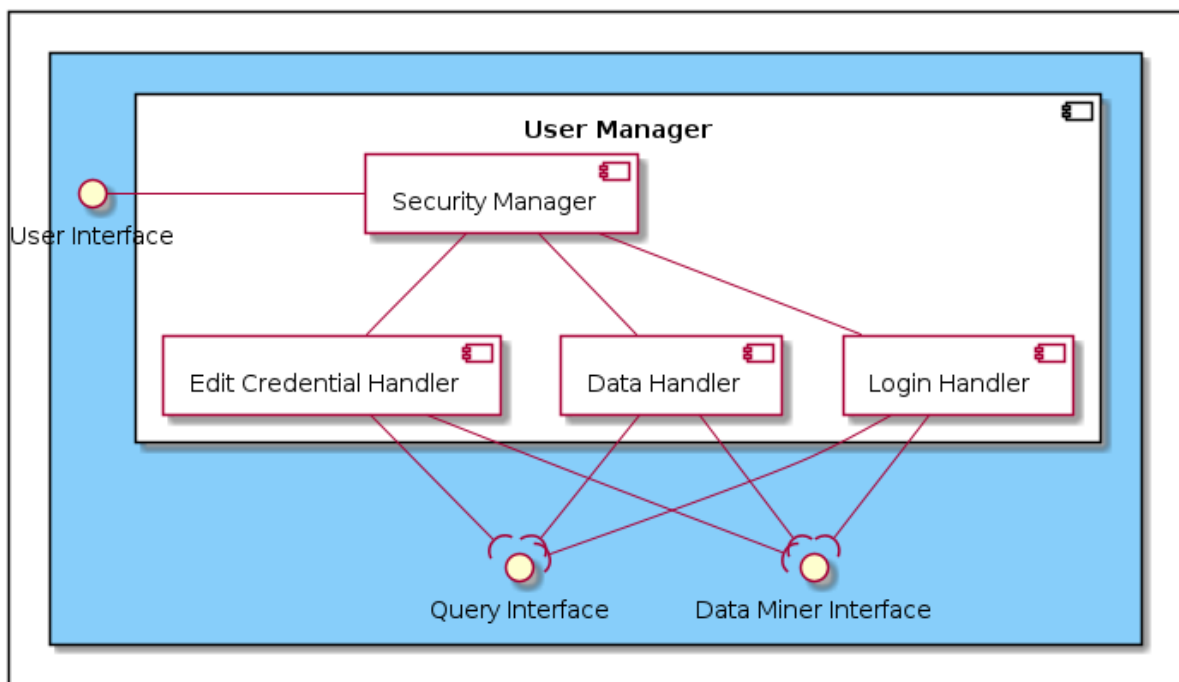 User Manager
Security Manager
User Interface
Edit Credential Handler
Data Handler
Login Handler
Query Interface
Data Miner Interface